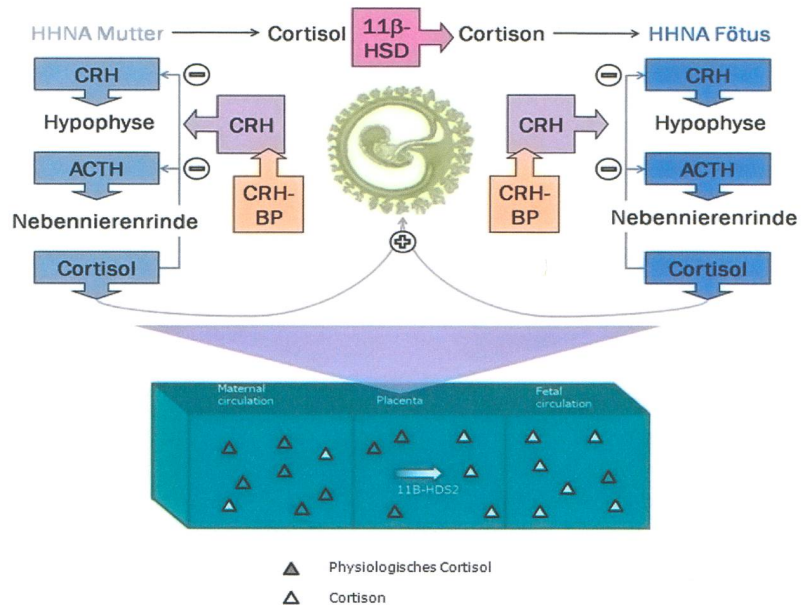 HHNA Mutter
Cortisol
11β-
HSD
Cortison
HHNA Fötus
CRH
Hypophyse
ACTH
Nebennierenrinde
Cortisol
CRH
CRH-
BP
CRH
CRH-
BP
CRH
Hypophyse
ACTH
Nebennierenrinde
Cortisol
Maternal
circulation
Placenta
Fetal
circulation
11B-HDS2
Physiologisches Cortisol
Cortison